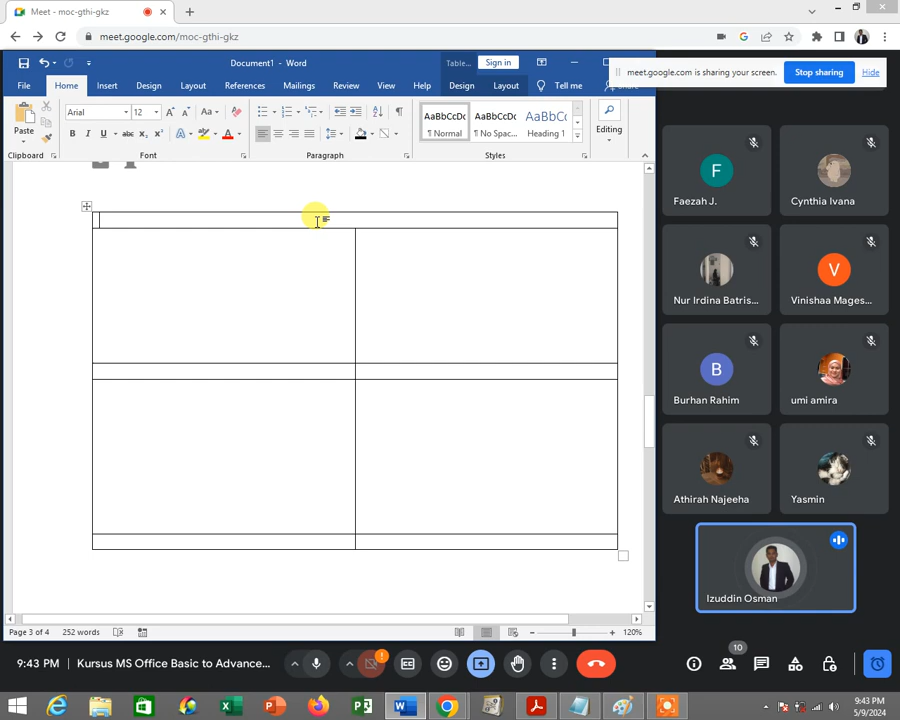 Meet - moc-gthi-gkz
meet.google.com/moc-gthi-gkz
Document1 - Word
Table...
Sign in
meet.google.com is sharing your screen.
Stop sharing
Hide
File
Home
Insert
Design
Layout
References
Mailings
Review
View
Help
Design
Layout
Tell me
Share
Paste
Arial
12
A A
Aa
B I U abc x₂ x²
AaBbCcDc
¶ Normal
AaBbCcDc
¶ No Spac...
AaBbCc
Heading 1
Editing
Clipboard
Font
Paragraph
Styles
F
Faezah J.
Cynthia Ivana
Nur Irdina Batris...
V
Vinishaa Mages...
B
Burhan Rahim
umi amira
Athirah Najeeha
Yasmin
Izuddin Osman
Page 3 of 4
252 words
120%
9:43 PM
Kursus MS Office Basic to Advance...
10
9:43 PM
5/9/2024